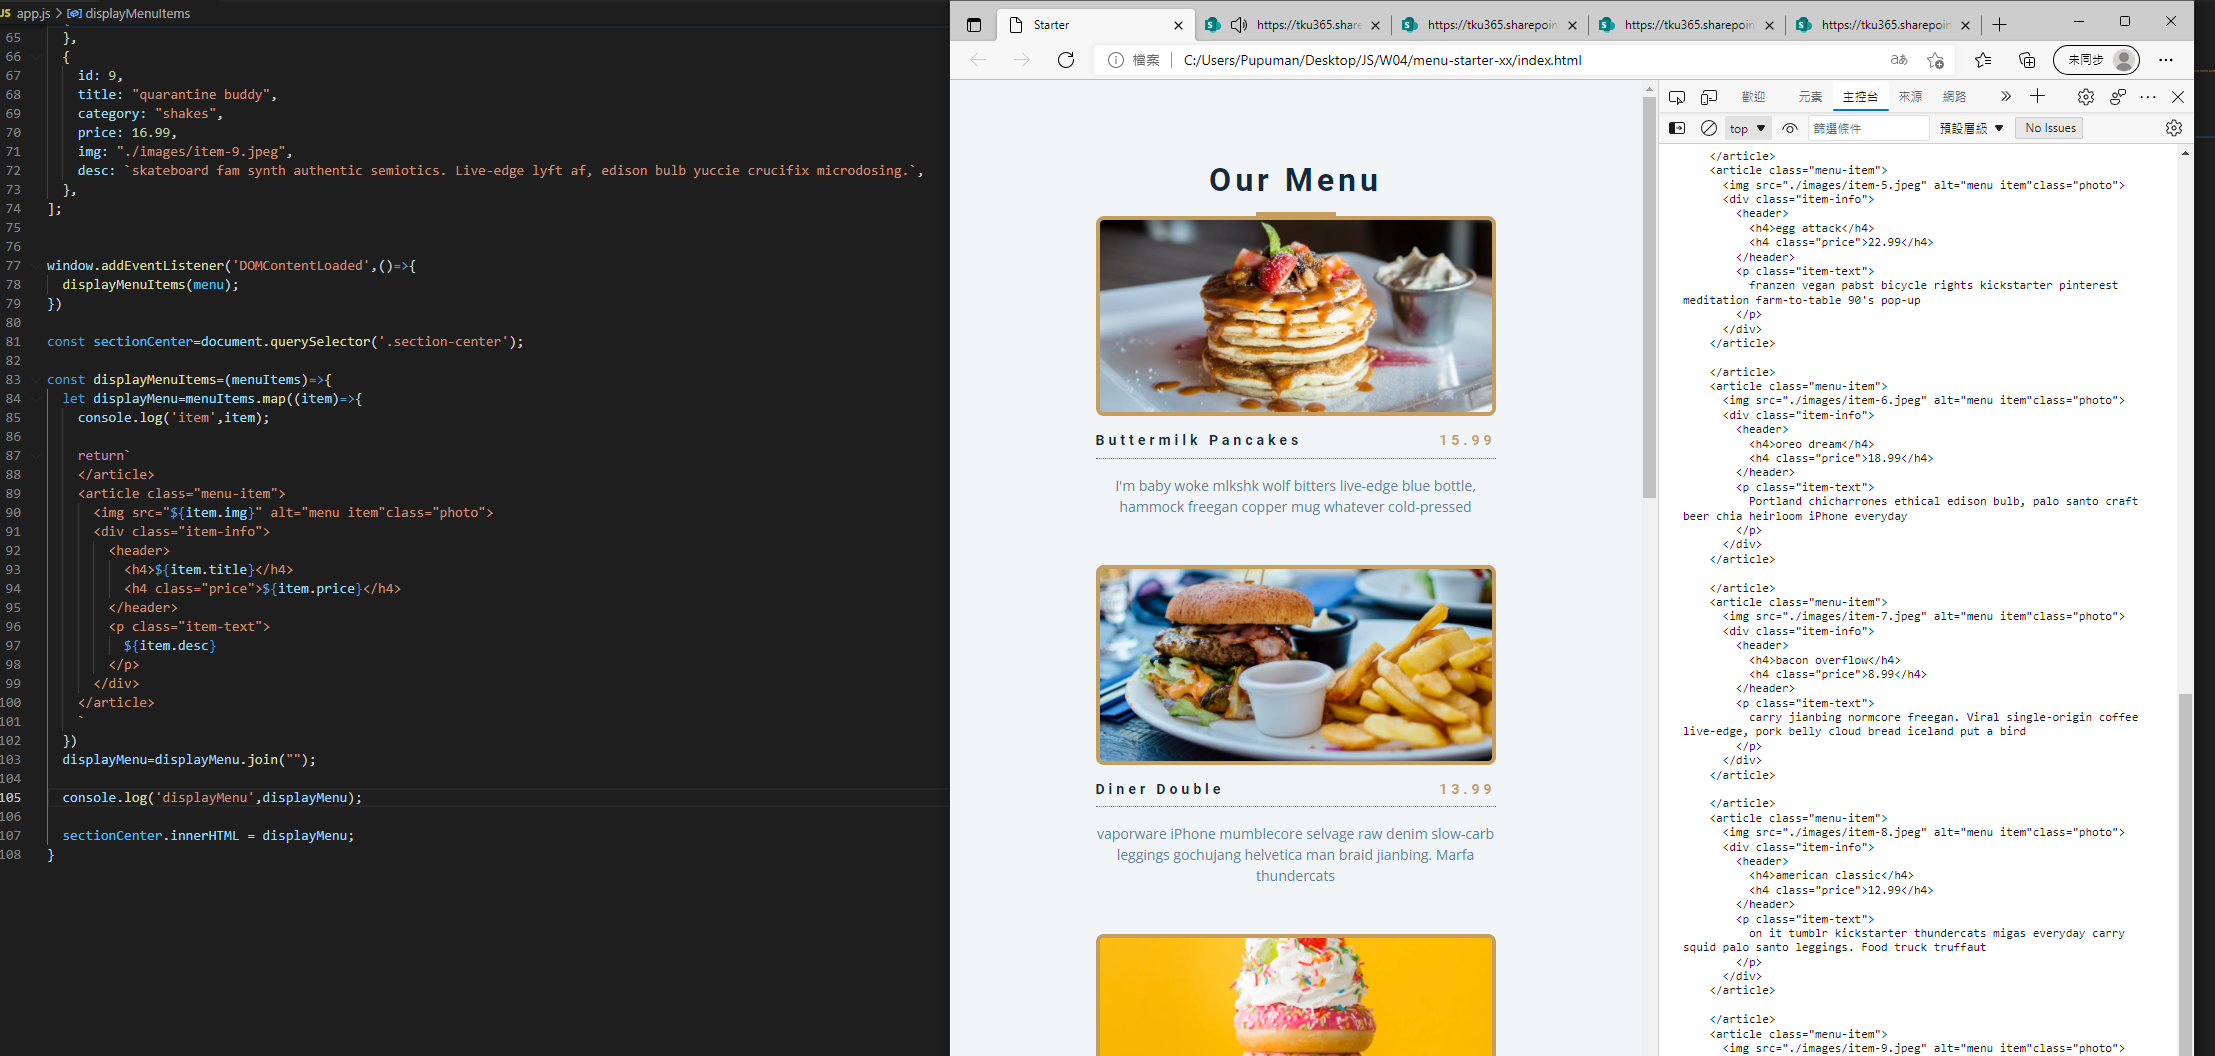 JS app.js > displayMenuItems
65 },
66 {
67 id: 9,
68 title: "quarantine buddy",
69 category: "shakes",
70 price: 16.99,
71 img: "./images/item-9.jpeg",
72 desc: `skateboard fam synth authentic semiotics. Live-edge lyft af, edison bulb yuccie crucifix microdosing.`,
73 },
74 ];
75
76
77 window.addEventListener('DOMContentLoaded',()=>{
78 displayMenuItems(menu);
79 })
80
81 const sectionCenter=document.querySelector('.section-center');
82
83 const displayMenuItems=(menuItems)=>{
84 let displayMenu=menuItems.map((item)=>{
85 console.log('item',item);
86
87 return`
88 </article>
89 <article class="menu-item">
90 <img src="${item.img}" alt="menu item"class="photo">
91 <div class="item-info">
92 <header>
93 <h4>${item.title}</h4>
94 <h4 class="price">${item.price}</h4>
95 </header>
96 <p class="item-text">
97 ${item.desc}
98 </p>
99 </div>
100 </article>
101 `
102 })
103 displayMenu=displayMenu.join("");
104
105 console.log('displayMenu',displayMenu);
106
107 sectionCenter.innerHTML = displayMenu;
108 }
Starter
https://tku365.share
https://tku365.sharepoin
https://tku365.sharepoin
https://tku365.sharepoin
檔案 C:/Users/Pupuman/Desktop/JS/W04/menu-starter-xx/index.html
未同步
Our Menu
Buttermilk Pancakes 15.99
I'm baby woke mlkshk wolf bitters live-edge blue bottle,
hammock freegan copper mug whatever cold-pressed
Diner Double 13.99
vaporware iPhone mumblecore selvage raw denim slow-carb
leggings gochujang helvetica man braid jianbing. Marfa
thundercats
歡迎 元素 主控台 來源 網路
top 篩選條件 預設層級 No Issues
</article>
<article class="menu-item">
<img src="./images/item-5.jpeg" alt="menu item"class="photo">
<div class="item-info">
<header>
<h4>egg attack</h4>
<h4 class="price">22.99</h4>
</header>
<p class="item-text">
franzen vegan pabst bicycle rights kickstarter pinterest
meditation farm-to-table 90's pop-up
</p>
</div>
</article>
</article>
<article class="menu-item">
<img src="./images/item-6.jpeg" alt="menu item"class="photo">
<div class="item-info">
<header>
<h4>oreo dream</h4>
<h4 class="price">18.99</h4>
</header>
<p class="item-text">
Portland chicharrones ethical edison bulb, palo santo craft
beer chia heirloom iPhone everyday
</p>
</div>
</article>
</article>
<article class="menu-item">
<img src="./images/item-7.jpeg" alt="menu item"class="photo">
<div class="item-info">
<header>
<h4>bacon overflow</h4>
<h4 class="price">8.99</h4>
</header>
<p class="item-text">
carry jianbing normcore freegan. Viral single-origin coffee
live-edge, pork belly cloud bread iceland put a bird
</p>
</div>
</article>
</article>
<article class="menu-item">
<img src="./images/item-8.jpeg" alt="menu item"class="photo">
<div class="item-info">
<header>
<h4>american classic</h4>
<h4 class="price">12.99</h4>
</header>
<p class="item-text">
on it tumblr kickstarter thundercats migas everyday carry
squid palo santo leggings. Food truck truffaut
</p>
</div>
</article>
</article>
<article class="menu-item">
<img src="./images/item-9.jpeg" alt="menu item"class="photo">